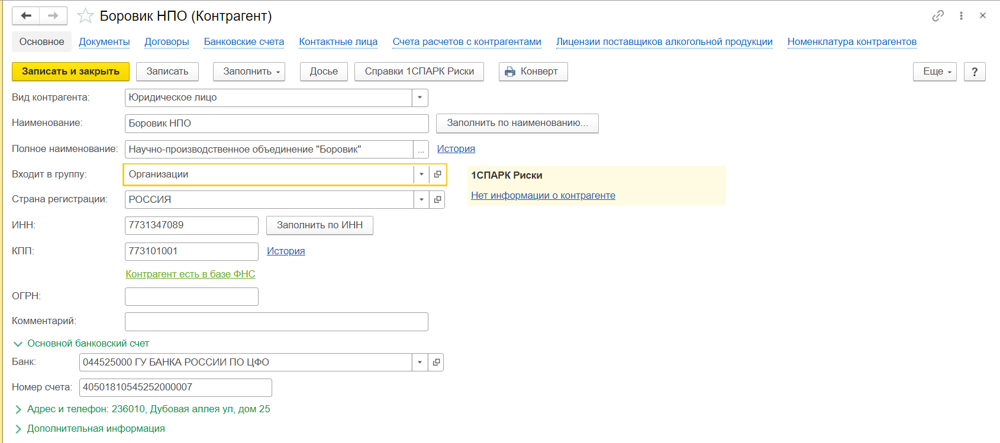 Боровик НПО (Контрагент)
Основное Документы Договоры Банковские счета Контактные лица Счета расчетов с контрагентами Лицензии поставщиков алкогольной продукции Номенклатура контрагентов
Записать и закрыть Записать Заполнить Досье Справки 1СПАРК Риски Конверт Еще ?
Вид контрагента: Юридическое лицо
Наименование: Боровик НПО Заполнить по наименованию...
Полное наименование: Научно-производственное объединение "Боровик" ... История
Входит в группу: Организации
1СПАРК Риски
Нет информации о контрагенте
Страна регистрации: РОССИЯ
ИНН: 7731347089 Заполнить по ИНН
КПП: 773101001 История
Контрагент есть в базе ФНС
ОГРН:
Комментарий:
Основной банковский счет
Банк: 044525000 ГУ БАНКА РОССИИ ПО ЦФО
Номер счета: 40501810545252000007
Адрес и телефон: 236010, Дубовая аллея ул, дом 25
Дополнительная информация